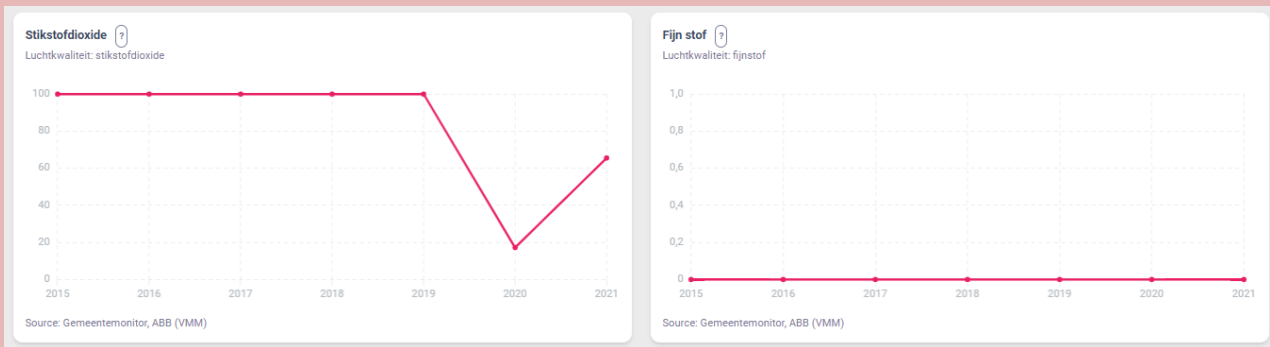 Stikstofdioxide ?
Luchtkwaliteit: stikstofdioxide
100
80
60
40
20
0
2015 2016 2017 2018 2019 2020 2021
Source: Gemeentemonitor, ABB (VMM)
Fijn stof ?
Luchtkwaliteit: fijnstof
1,0
0,8
0,6
0,4
0,2
0
2015 2016 2017 2018 2019 2020 2021
Source: Gemeentemonitor, ABB (VMM)